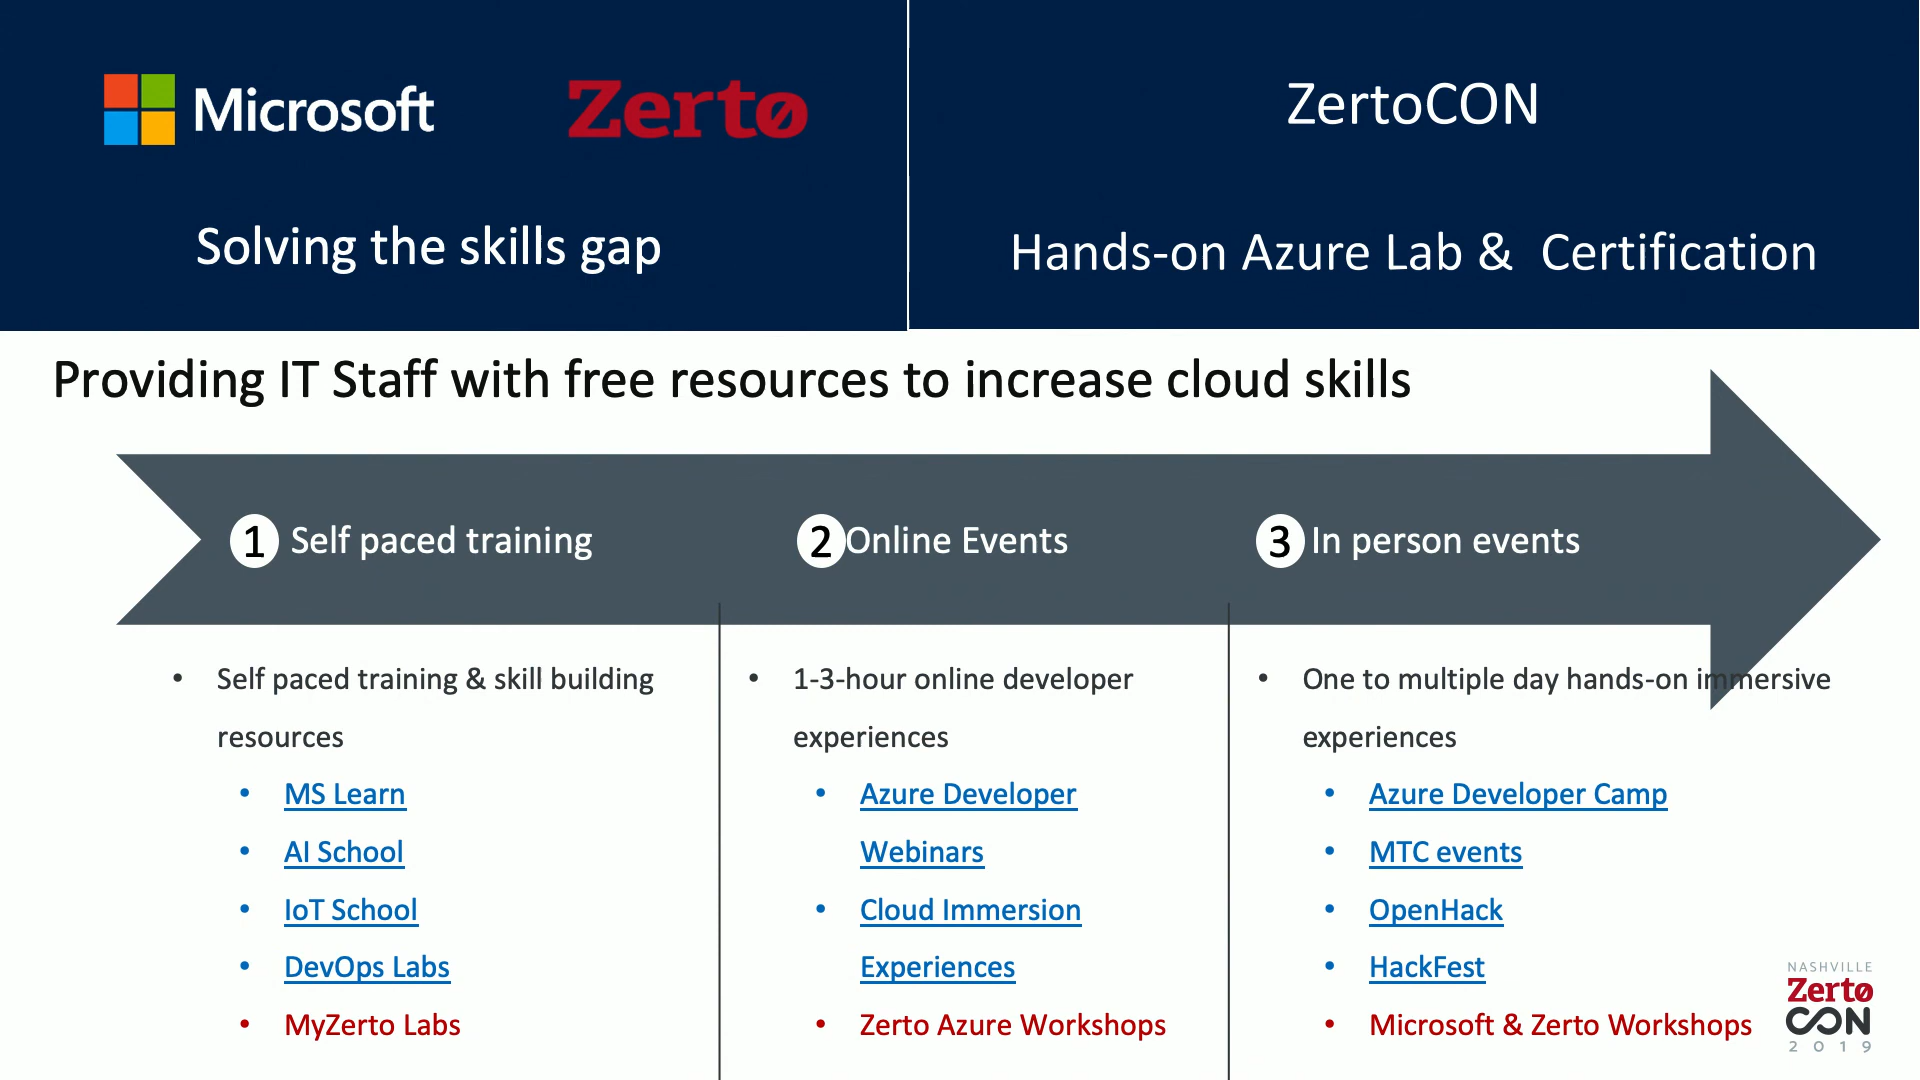 Microsoft
Zerto
Solving the skills gap
ZertoCON
Hands-on Azure Lab & Certification
Providing IT Staff with free resources to increase cloud skills
1 Self paced training
2 Online Events
3 In person events
• Self paced training & skill building
resources
• MS Learn
• AI School
• IoT School
• DevOps Labs
• MyZerto Labs
• 1-3-hour online developer
experiences
• Azure Developer
Webinars
• Cloud Immersion
Experiences
• Zerto Azure Workshops
• One to multiple day hands-on immersive
experiences
• Azure Developer Camp
• MTC events
• OpenHack
• HackFest
• Microsoft & Zerto Workshops
NASHVILLE
Zerto
CON
2019